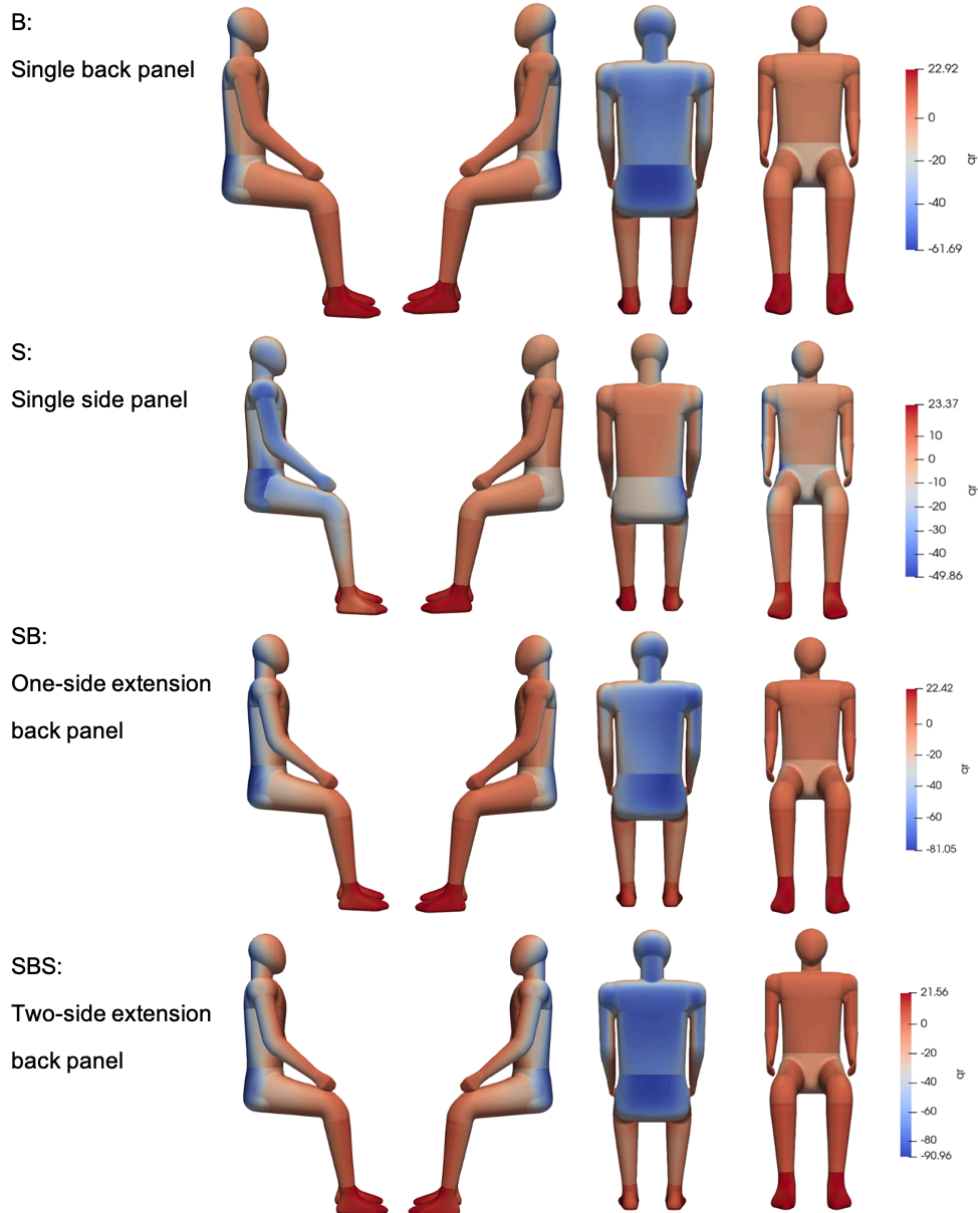 B:
Single back panel
22.92
0
-20
-40
-61.69
qr
S:
Single side panel
23.37
10
0
-10
-20
-30
-40
-49.86
qr
SB:
One-side extension
back panel
22.42
0
-20
-40
-60
-81.05
qr
SBS:
Two-side extension
back panel
21.56
0
-20
-40
-60
-80
-90.96
qr